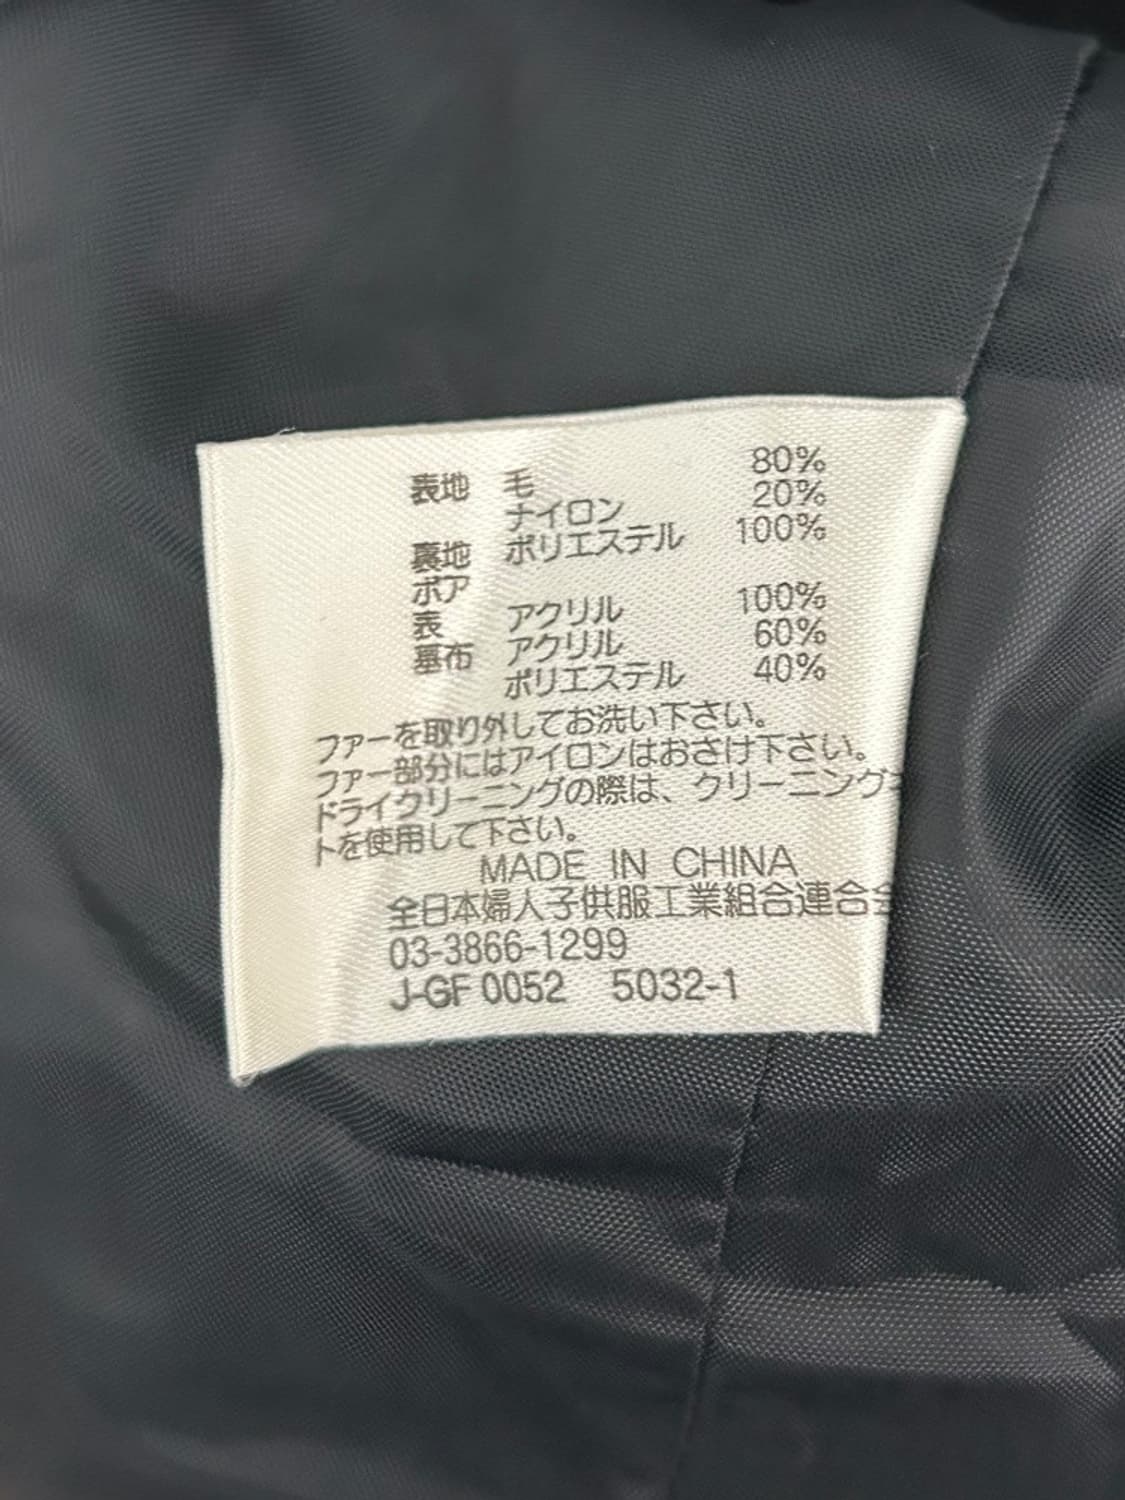 表地 毛 80%
ナイロン 20%
裏地 ポリエステル 100%
ボア
表 アクリル 100%
基布 アクリル 60%
ポリエステル 40%
ファーを取り外してお洗い下さい。
ファー部分にはアイロンはおさけ下さい。
ドライクリーニングの際は、クリーニングネ
トを使用して下さい。
MADE IN CHINA
全日本婦人子供服工業組合連合会
03-3866-1299
J-GF 0052 5032-1